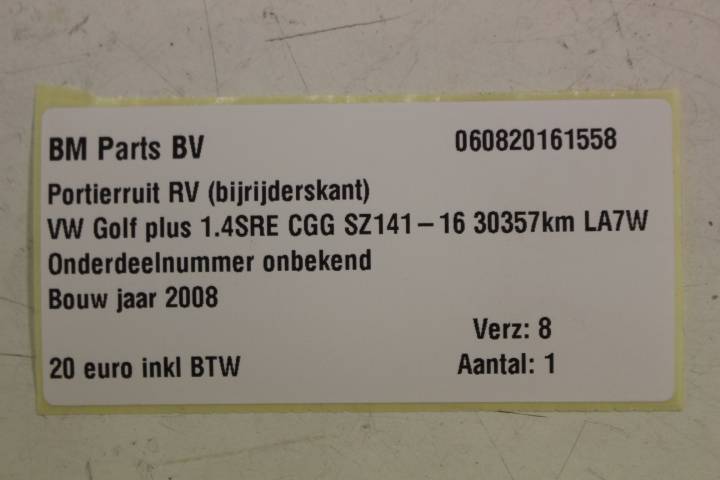 BM Parts BV 060820161558
Portierruit RV (bijrijderskant)
VW Golf plus 1.4SRE CGG SZ141-16 30357km LA7W
Onderdeelnummer onbekend
Bouw jaar 2008
Verz: 8
20 euro inkl BTW Aantal: 1